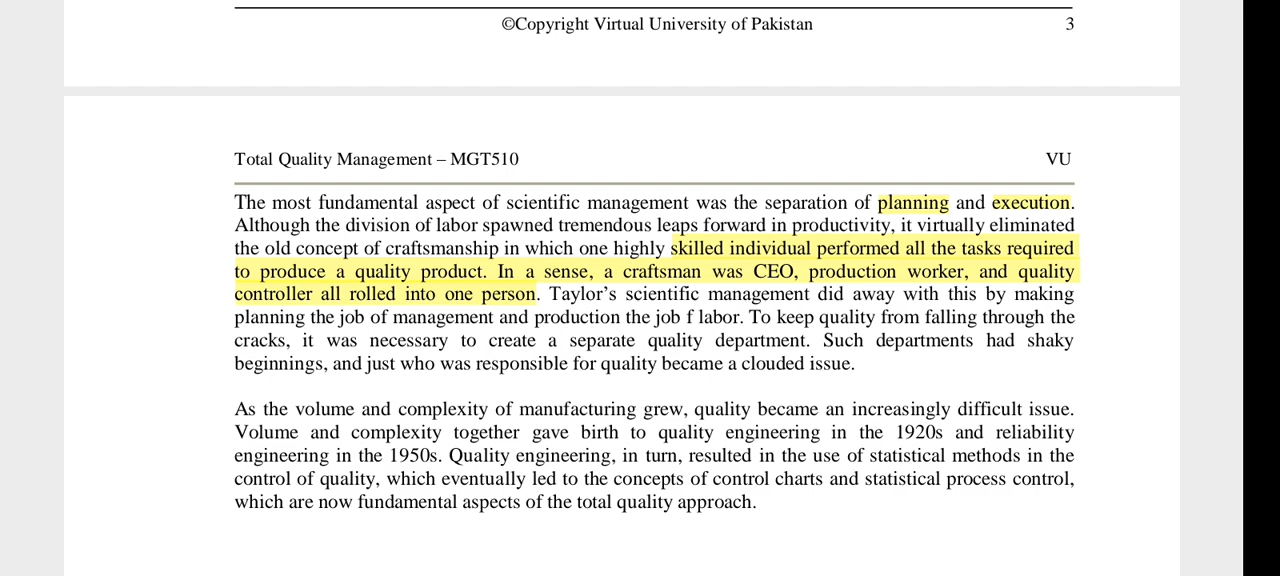 ©Copyright Virtual University of Pakistan 3
Total Quality Management – MGT510 VU
The most fundamental aspect of scientific management was the separation of planning and execution.
Although the division of labor spawned tremendous leaps forward in productivity, it virtually eliminated
the old concept of craftsmanship in which one highly skilled individual performed all the tasks required
to produce a quality product. In a sense, a craftsman was CEO, production worker, and quality
controller all rolled into one person. Taylor’s scientific management did away with this by making
planning the job of management and production the job f labor. To keep quality from falling through the
cracks, it was necessary to create a separate quality department. Such departments had shaky
beginnings, and just who was responsible for quality became a clouded issue.
As the volume and complexity of manufacturing grew, quality became an increasingly difficult issue.
Volume and complexity together gave birth to quality engineering in the 1920s and reliability
engineering in the 1950s. Quality engineering, in turn, resulted in the use of statistical methods in the
control of quality, which eventually led to the concepts of control charts and statistical process control,
which are now fundamental aspects of the total quality approach.